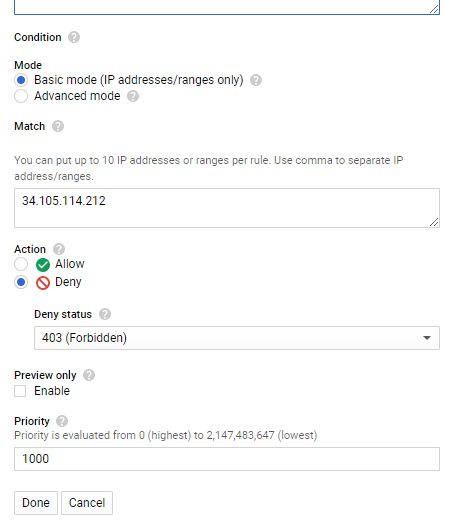 Condition
Mode
Basic mode (IP addresses/ranges only)
Advanced mode
Match
You can put up to 10 IP addresses or ranges per rule. Use comma to separate IP
address/ranges.
34.105.114.212
Action
Allow
Deny
Deny status
403 (Forbidden)
Preview only
Enable
Priority
Priority is evaluated from 0 (highest) to 2,147,483,647 (lowest)
1000
Done Cancel